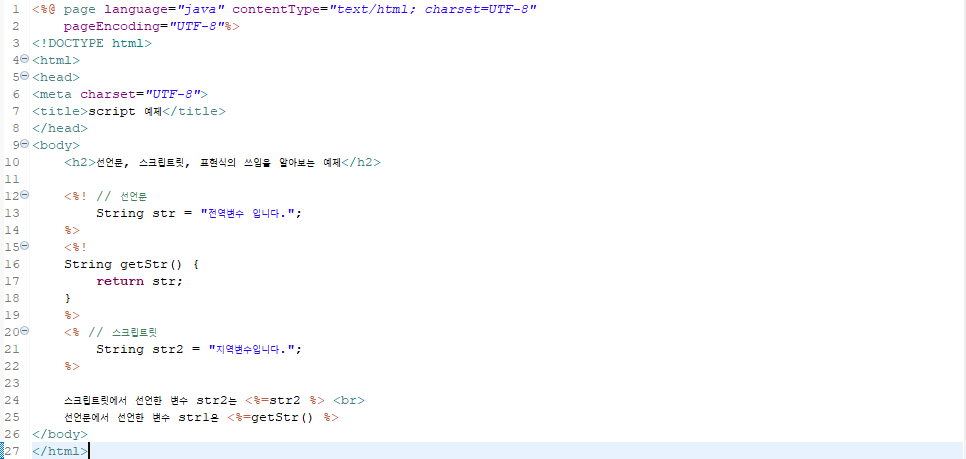 1 <%@ page language="java" contentType="text/html; charset=UTF-8"
2     pageEncoding="UTF-8"%>
3 <!DOCTYPE html>
4 <html>
5 <head>
6 <meta charset="UTF-8">
7 <title>script 예제</title>
8 </head>
9 <body>
10     <h2>선언문, 스크립트릿, 표현식의 쓰임을 알아보는 예제</h2>
11
12     <%! // 선언문
13         String str = "전역변수 입니다.";
14     %>
15     <%!
16     String getStr() {
17         return str;
18     }
19     %>
20     <% // 스크립트릿
21         String str2 = "지역변수입니다.";
22     %>
23
24     스크립트릿에서 선언한 변수 str2는 <%=str2 %> <br>
25     선언문에서 선언한 변수 str1은 <%=getStr() %>
26 </body>
27 </html>